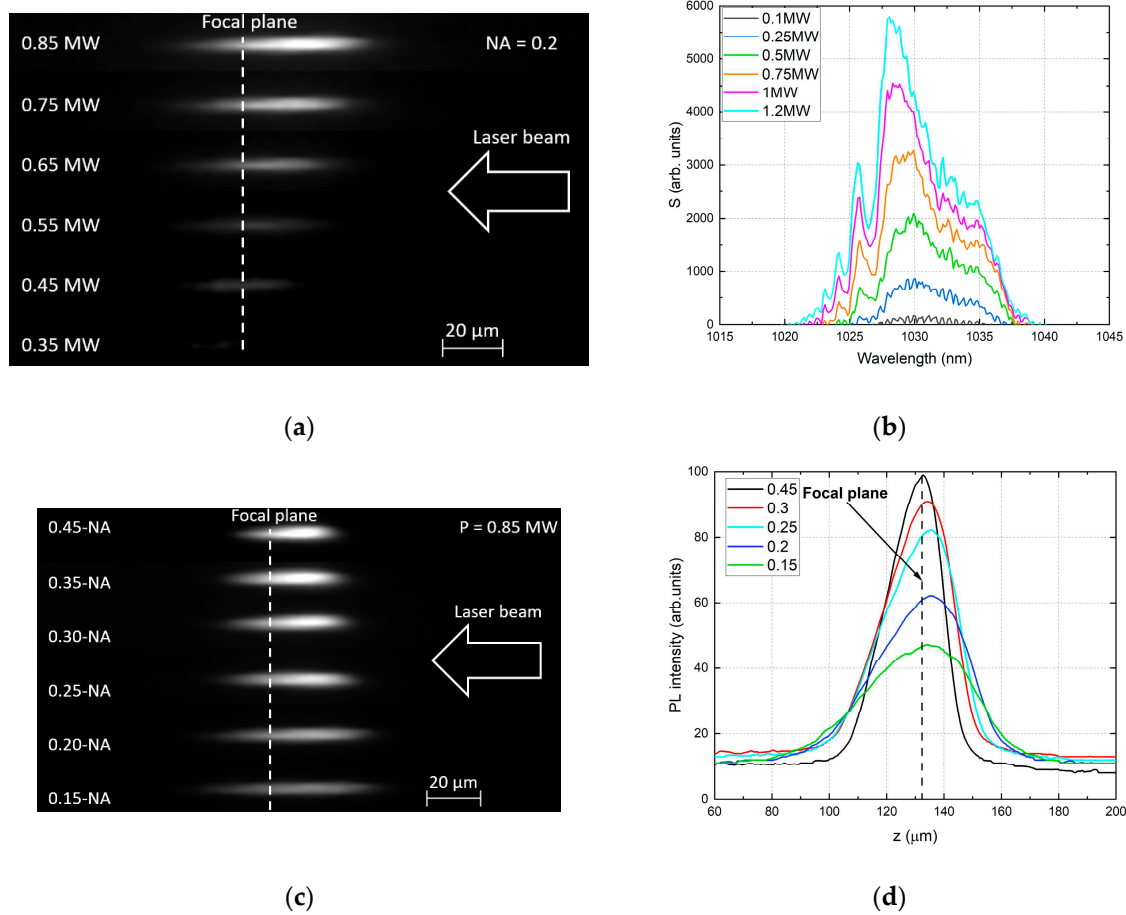 Focal plane
0.85 MW
NA = 0.2
0.75 MW
Laser beam
0.65 MW
0.55 MW
0.45 MW
20 μm
0.35 MW
(a)
6000
5000
4000
3000
2000
1000
0
S (arb. units)
0.1MW
0.25MW
0.5MW
0.75MW
1MW
1.2MW
1015 1020 1025 1030 1035 1040 1045
Wavelength (nm)
(b)
0.45-NA
Focal plane
P = 0.85 MW
0.35-NA
Laser beam
0.30-NA
0.25-NA
0.20-NA
20 μm
0.15-NA
(c)
100
80
60
40
20
0
PL intensity (arb.units)
0.45
0.3
0.25
0.2
0.15
Focal plane
60 80 100 120 140 160 180 200
z (μm)
(d)